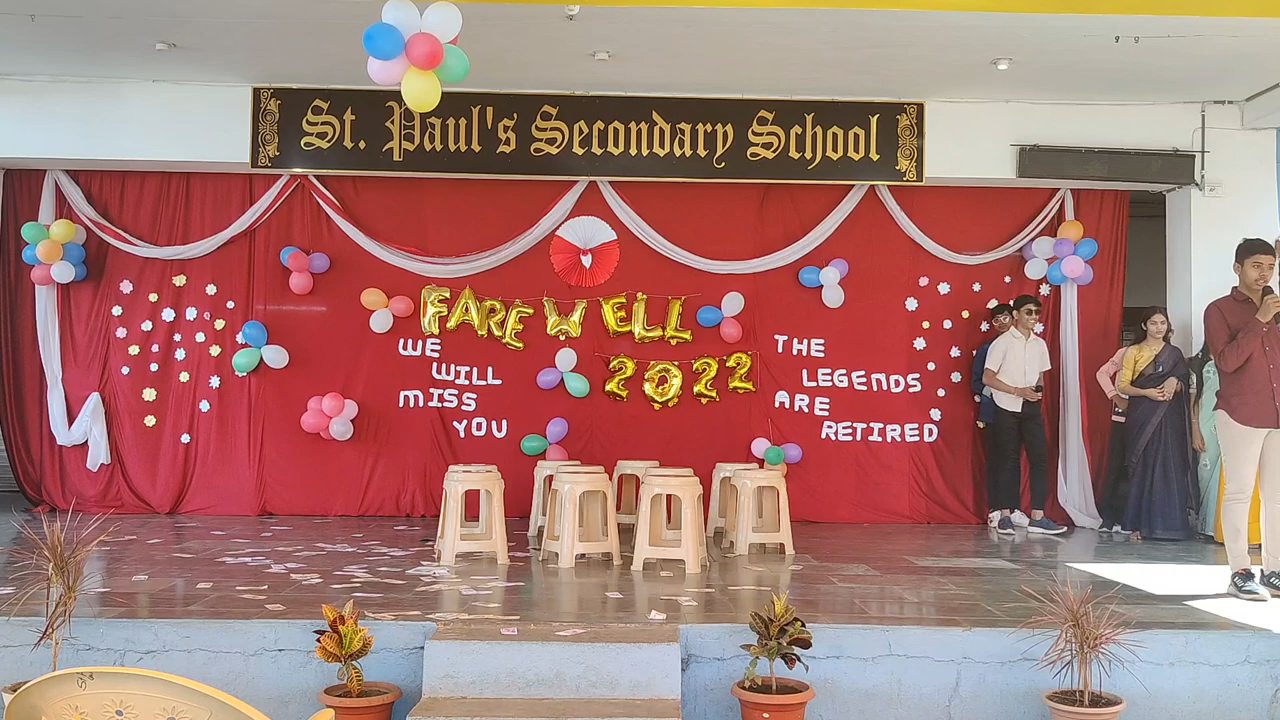 St. Paul's Secondary School
FAREWELL
2022
WE
WILL
MISS
YOU
THE
LEGENDS
ARE
RETIRED